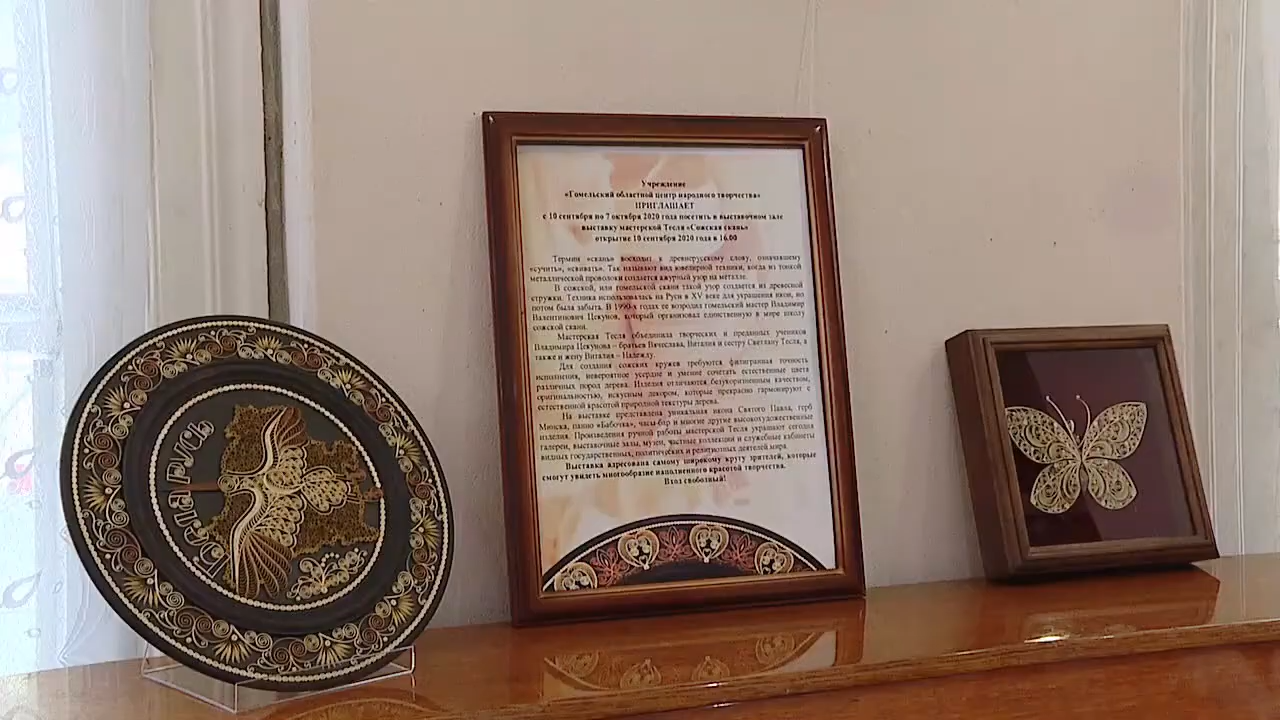 Беларусь
Учреждение
«Гомельский областной центр народного творчества»
ПРИГЛАШАЕТ
с 10 сентября по 7 октября 2020 года посетить в выставочном зале
выставку мастерской Тесля «Сожская скань»
открытие 10 сентября 2020 года в 16.00
Термин «скань» восходит к древнерусскому слову, означавшему
«сучить», «свивать». Так называют вид ювелирной техники, когда из тонкой
металлической проволоки создается ажурный узор на металле.
В сожской, или гомельской скани такой узор создается из древесной
стружки. Техника использовалась на Руси в XV веке для украшения икон, но
потом была забыта. В 1990-х годах ее возродил гомельский мастер Владимир
Валентинович Цекунов, который организовал единственную в мире школу
сожской скани.
Мастерская Тесля объединила творческих и преданных учеников
Владимира Цекунова – братьев Вячеслава, Виталия и сестру Светлану Тесля, а
также и жену Виталия – Надежду.
Для создания сожских кружев требуются филигранная точность
исполнения, невероятное усердие и умение сочетать естественные цвета
различных пород дерева. Изделия отличаются безукоризненным качеством,
оригинальностью, искусным декором, которые прекрасно гармонируют с
естественной красотой природной текстуры дерева.
На выставке представлена уникальная икона Святого Павла, герб
Минска, панно «Бабочка», часы-бар и многие другие высокохудожественные
изделия. Произведения ручной работы мастерской Тесля украшают сегодня
галереи, выставочные залы, музеи, частные коллекции и служебные кабинеты
видных государственных, политических и религиозных деятелей мира.
Выставка адресована самому широкому кругу зрителей, которые
смогут увидеть многообразие наполненного красотой творчества.
Вход свободный!